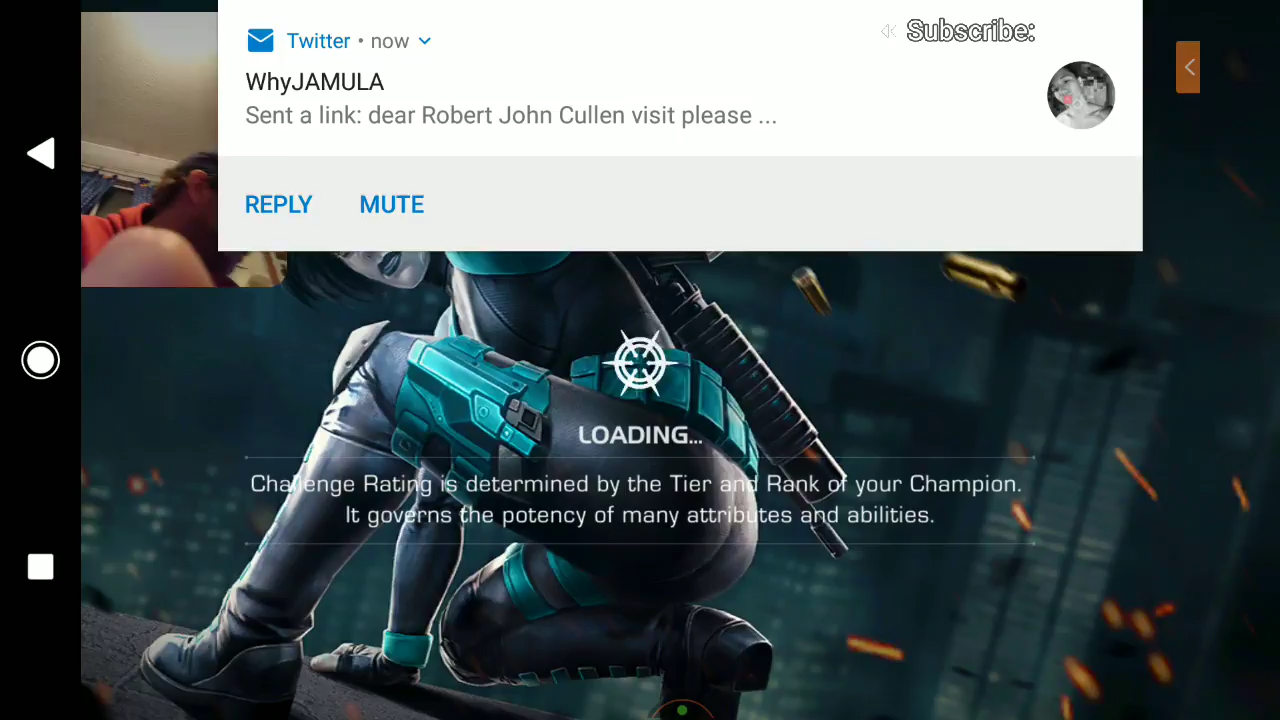 Subscribe:
Twitter • now
WhyJAMULA
Sent a link: dear Robert John Cullen visit please ...
REPLY MUTE
LOADING...
Challenge Rating is determined by the Tier and Rank of your Champion.
It governs the potency of many attributes and abilities.